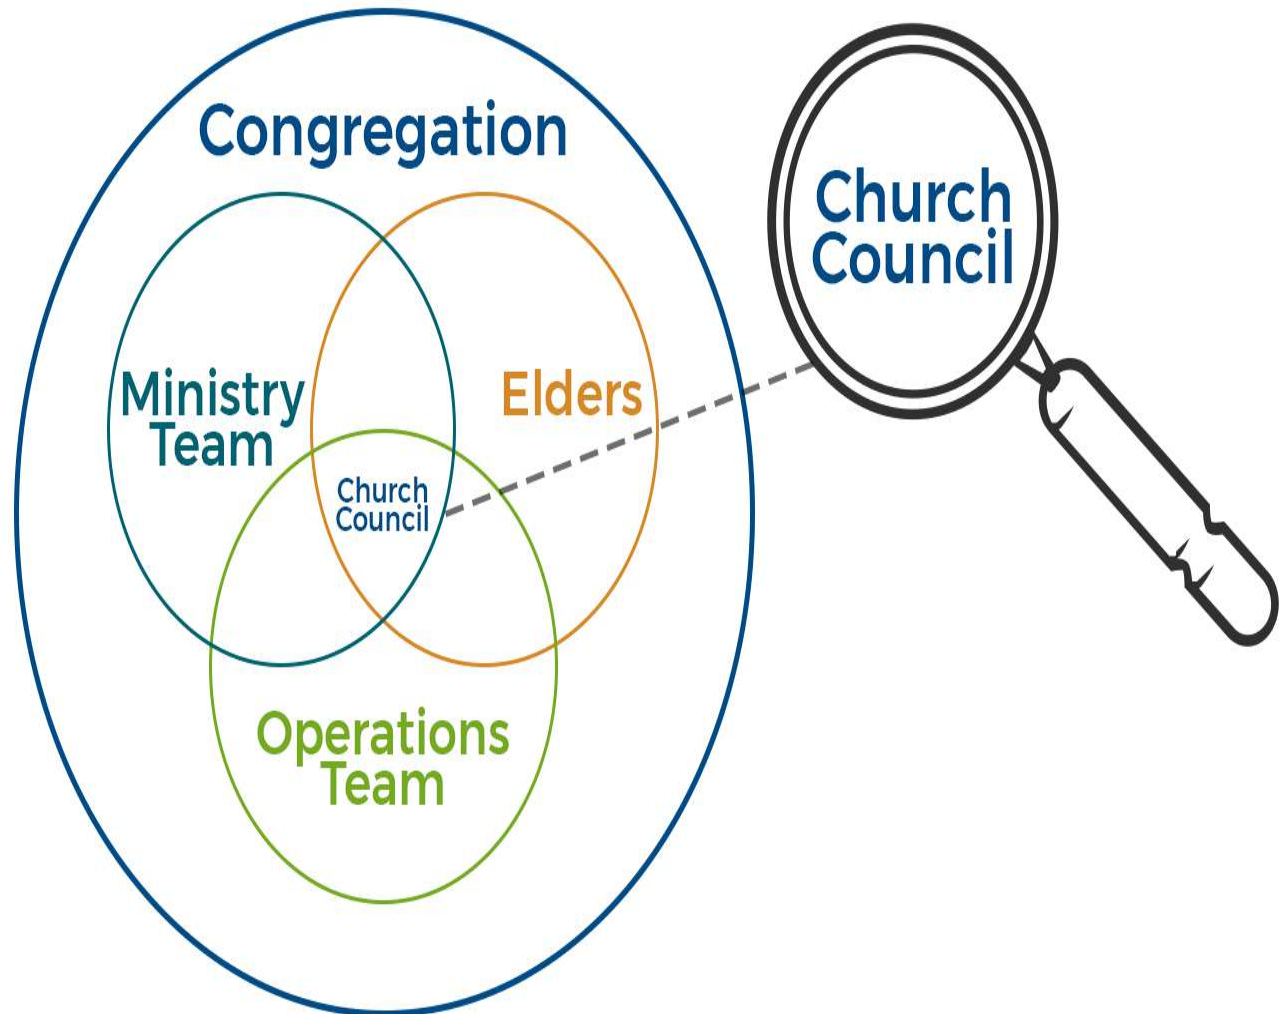 Congregation
Ministry
Team
Elders
Church
Council
Operations
Team
Church
Council